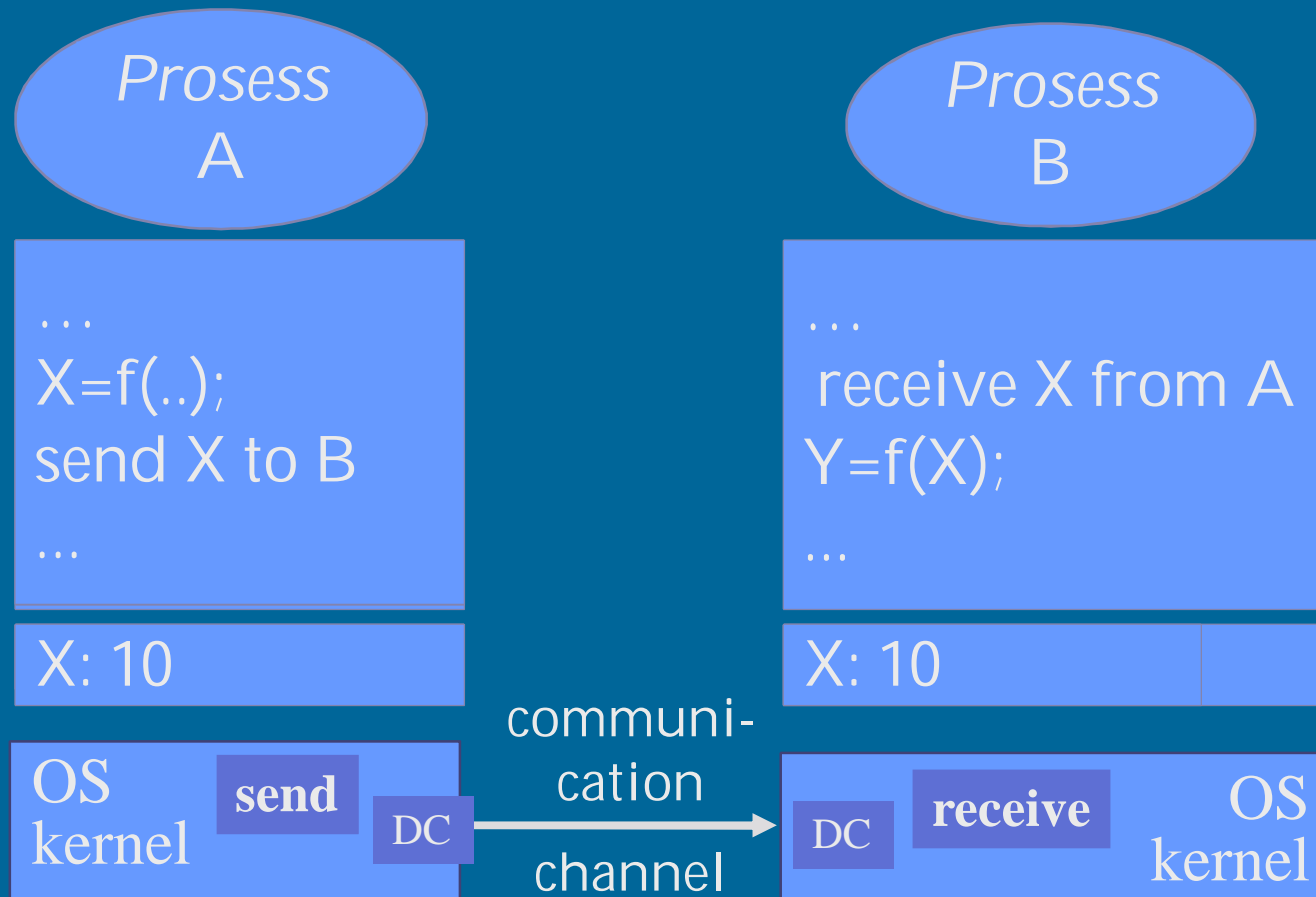 Prosess
A
...
X=f(..);
send X to B
...
X: 10
OS
kernel
send
DC
communi-
cation
channel
Prosess
B
...
receive X from A
Y=f(X);
...
X: 10
DC
receive
OS
kernel